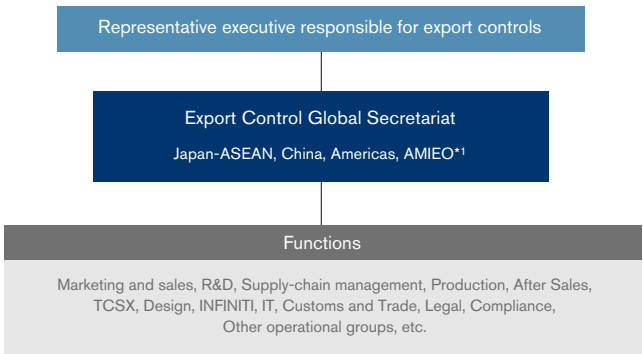 Representative executive responsible for export controls
Export Control Global Secretariat
Japan-ASEAN, China, Americas, AMIEO*1
Functions
Marketing and sales, R&D, Supply-chain management, Production, After Sales,
TCSX, Design, INFINITI, IT, Customs and Trade, Legal, Compliance,
Other operational groups, etc.